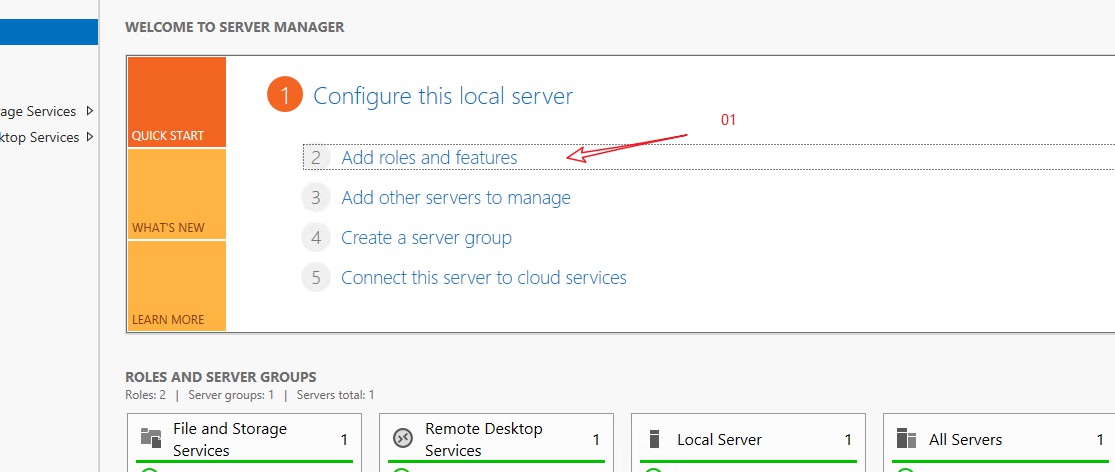 WELCOME TO SERVER MANAGER
QUICK START
WHAT'S NEW
LEARN MORE
1 Configure this local server
01
2 Add roles and features
3 Add other servers to manage
4 Create a server group
5 Connect this server to cloud services
age Services
ktop Services
ROLES AND SERVER GROUPS
Roles: 2 | Server groups: 1 | Servers total: 1
File and Storage
Services
1
Remote Desktop
Services
1
Local Server 1
All Servers 1